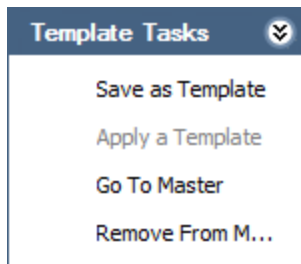 Template Tasks
Save as Template
Apply a Template
Go To Master
Remove From M...